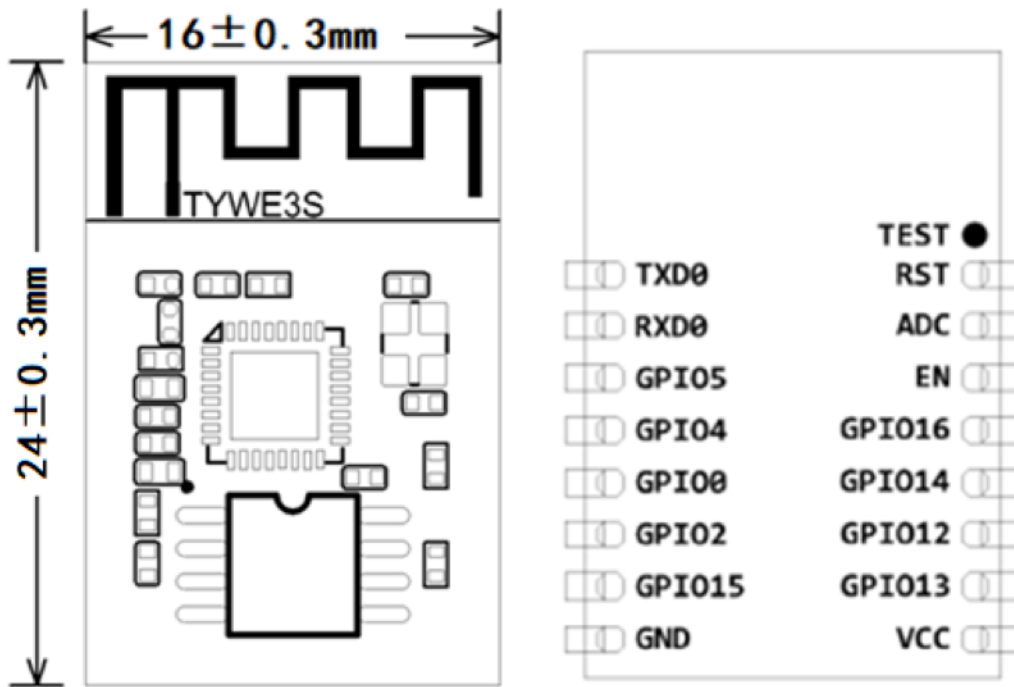 16±0.3mm
24±0.3mm
TYWE3S
TEST
TXD0 RST
RXD0 ADC
GPIO5 EN
GPIO4 GPIO16
GPIO0 GPIO14
GPIO2 GPIO12
GPIO15 GPIO13
GND VCC